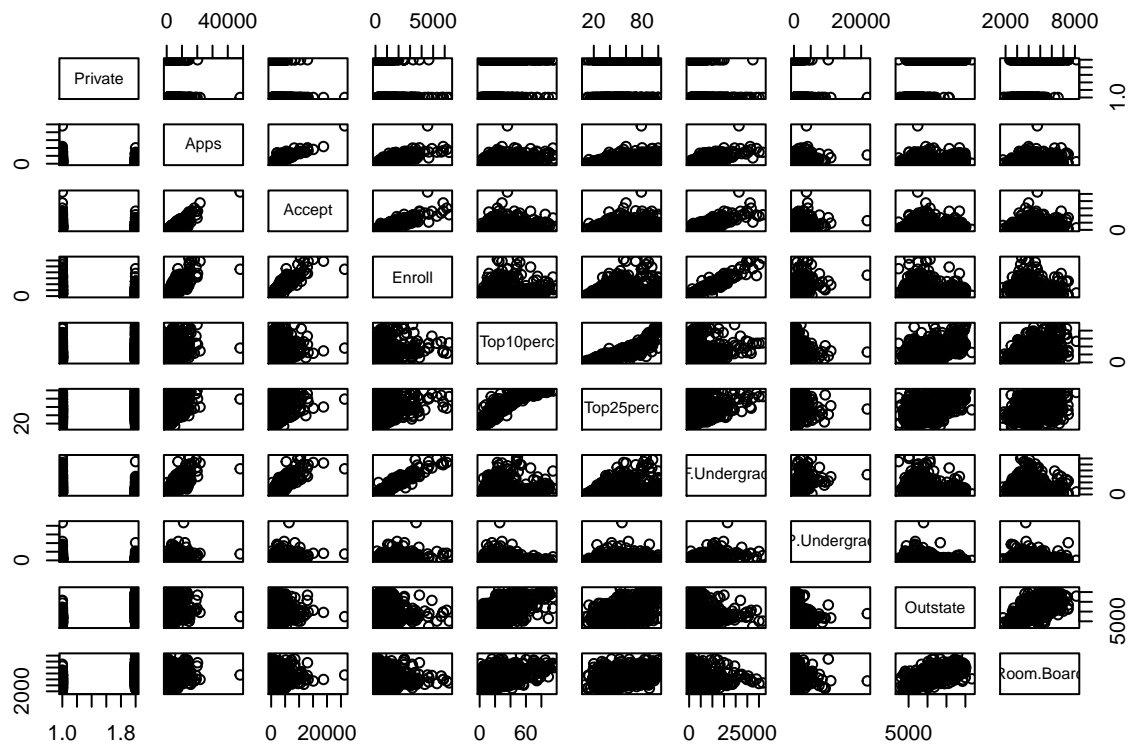 0 40000 0 5000 20 80 0 20000 2000 8000
Private 1.0
0 Apps
Accept 0
0 Enroll
Top10perc 0
20 Top25perc
F.Undergrad 0
0 P.Undergrad
Outstate 5000
2000 Room.Board
1.0 1.8 0 20000 0 60 0 25000 5000